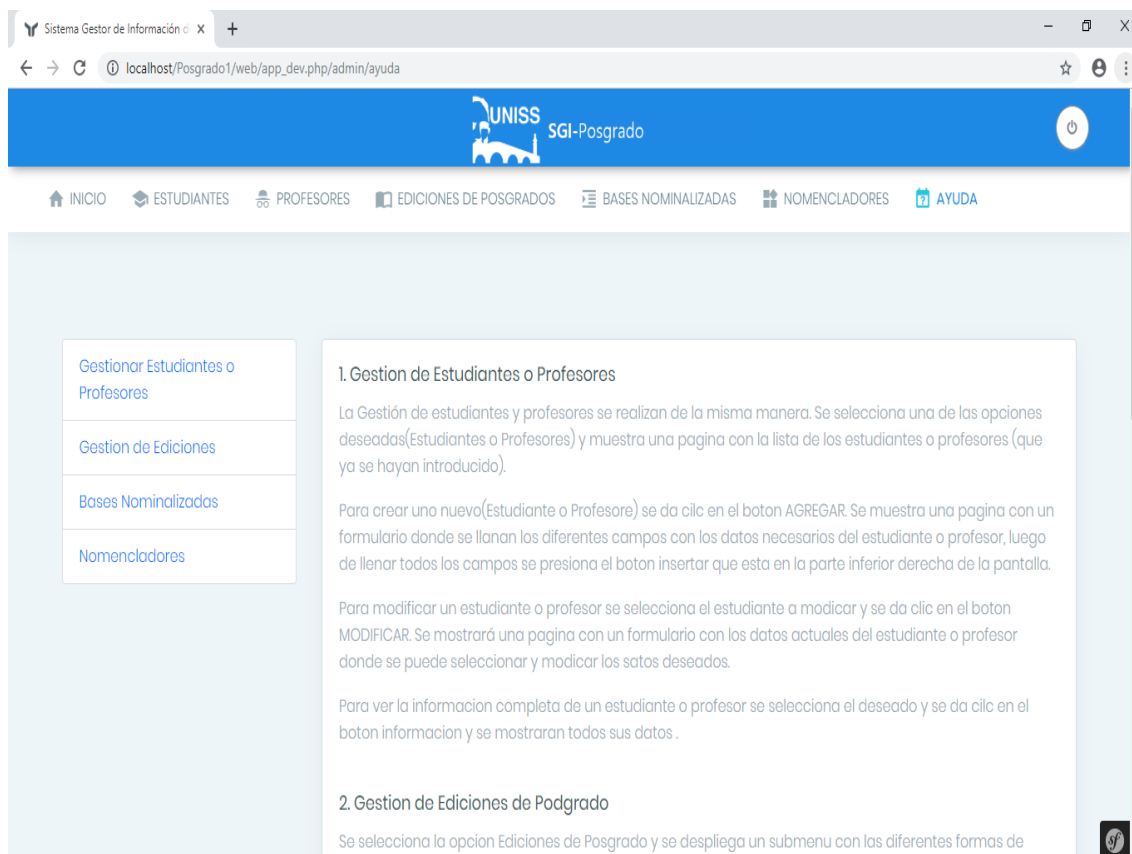 Sistema Gestor de Información d
localhost/Posgrado1/web/app_dev.php/admin/ayuda
UNISS
SGI-Posgrado
INICIO ESTUDIANTES PROFESORES EDICIONES DE POSGRADOS BASES NOMINALIZADAS NOMENCLADORES AYUDA
Gestionar Estudiantes o
Profesores
Gestion de Ediciones
Bases Nominalizadas
Nomencladores
1. Gestion de Estudiantes o Profesores
La Gestión de estudiantes y profesores se realizan de la misma manera. Se selecciona una de las opciones
deseadas(Estudiantes o Profesores) y muestra una pagina con la lista de los estudiantes o profesores (que
ya se hayan introducido).
Para crear uno nuevo(Estudiante o Profesore) se da cilc en el boton AGREGAR. Se muestra una pagina con un
formulario donde se llanan los diferentes campos con los datos necesarios del estudiante o profesor, luego
de llenar todos los campos se presiona el boton insertar que esta en la parte inferior derecha de la pantalla.
Para modificar un estudiante o profesor se selecciona el estudiante a modicar y se da clic en el boton
MODIFICAR. Se mostrará una pagina con un formulario con los datos actuales del estudiante o profesor
donde se puede seleccionar y modicar los satos deseados.
Para ver la informacion completa de un estudiante o profesor se selecciona el deseado y se da cilc en el
boton informacion y se mostraran todos sus datos .
2. Gestion de Ediciones de Podgrado
Se selecciona la opcion Ediciones de Posgrado y se despliega un submenu con las diferentes formas de